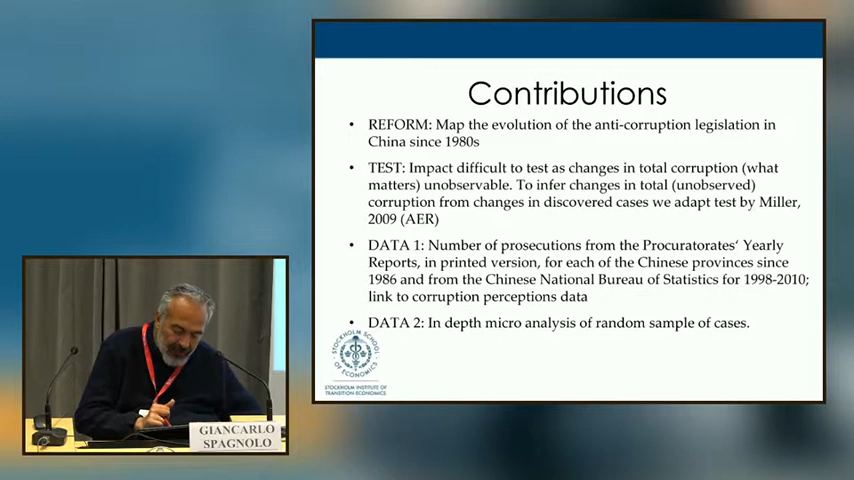 Contributions
• REFORM: Map the evolution of the anti-corruption legislation in
China since 1980s
• TEST: Impact difficult to test as changes in total corruption (what
matters) unobservable. To infer changes in total (unobserved)
corruption from changes in discovered cases we adapt test by Miller,
2009 (AER)
• DATA 1: Number of prosecutions from the Procuratorates' Yearly
Reports, in printed version, for each of the Chinese provinces since
1986 and from the Chinese National Bureau of Statistics for 1998-2010;
link to corruption perceptions data
• DATA 2: In depth micro analysis of random sample of cases.
STOCKHOLM SCHOOL
OF ECONOMICS
STOCKHOLM INSTITUTE OF
TRANSITION ECONOMICS
GIANCARLO
SPAGNOLO